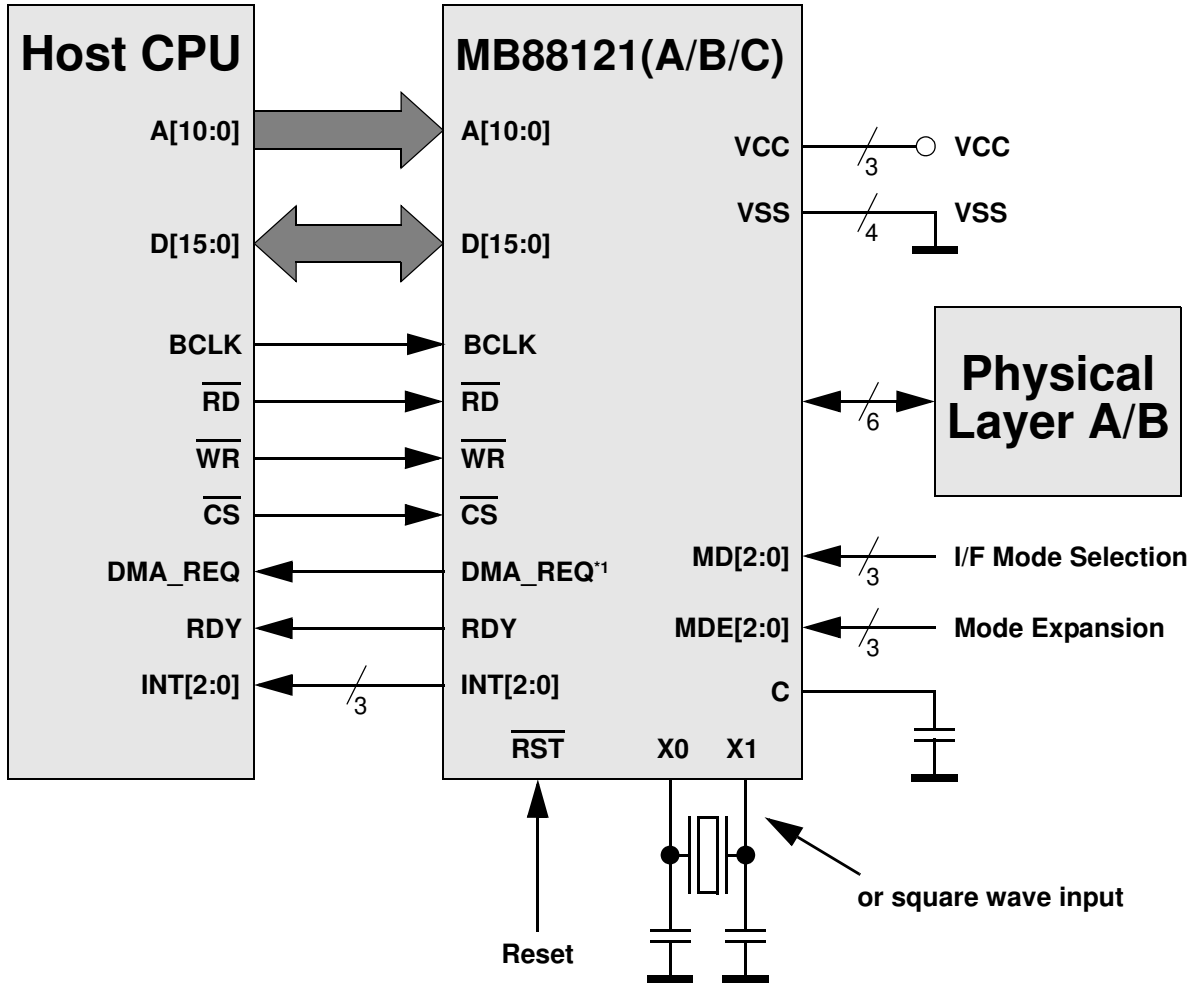 Host CPU
A[10:0]
D[15:0]
BCLK
RD
WR
CS
DMA_REQ
RDY
INT[2:0]
3
MB88121(A/B/C)
A[10:0]
D[15:0]
BCLK
RD
WR
CS
DMA_REQ*1
RDY
INT[2:0]
RST
X0
X1
VCC
VSS
MD[2:0]
MDE[2:0]
C
3
VCC
4
VSS
6
Physical
Layer A/B
3
I/F Mode Selection
3
Mode Expansion
or square wave input
Reset